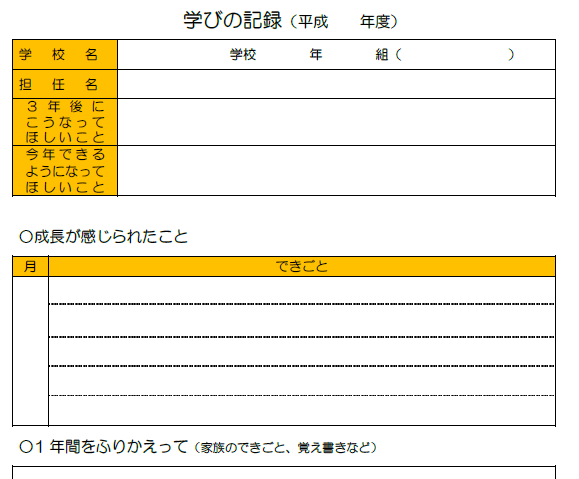 学びの記録（平成　　年度）
学　校　名　　学校　　年　　組（　　　　　）
担　任　名
３年後に
こうなって
ほしいこと
今年できる
ようになって
ほしいこと
〇成長が感じられたこと
月　できごと
〇１年間をふりかえって（家族のできごと、覚え書きなど）